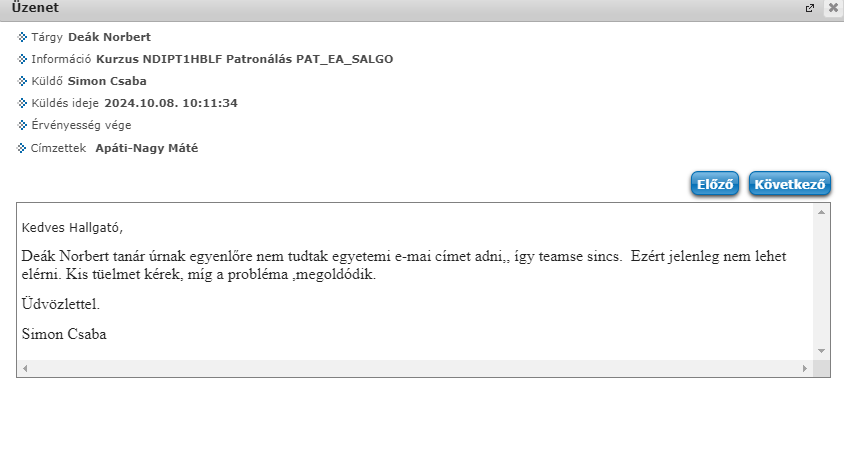 Üzenet
Tárgy Deák Norbert
Információ Kurzus NDIPT1HBLF Patronálás PAT_EA_SALGO
Küldő Simon Csaba
Küldés ideje 2024.10.08. 10:11:34
Érvényesség vége
Címzettek Apáti-Nagy Máté
Előző Következő
Kedves Hallgató,
Deák Norbert tanár úrnak egyenlőre nem tudtak egyetemi e-mai címet adni,, így teamse sincs. Ezért jelenleg nem lehet
elérni. Kis tüelmet kérek, míg a probléma ,megoldódik.
Üdvözlettel.
Simon Csaba